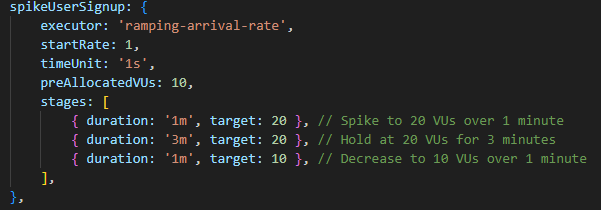 spikeUserSignup: {
    executor: 'ramping-arrival-rate',
    startRate: 1,
    timeUnit: '1s',
    preAllocatedVUs: 10,
    stages: [
        { duration: '1m', target: 20 }, // Spike to 20 VUs over 1 minute
        { duration: '3m', target: 20 }, // Hold at 20 VUs for 3 minutes
        { duration: '1m', target: 10 }, // Decrease to 10 VUs over 1 minute
    ],
},